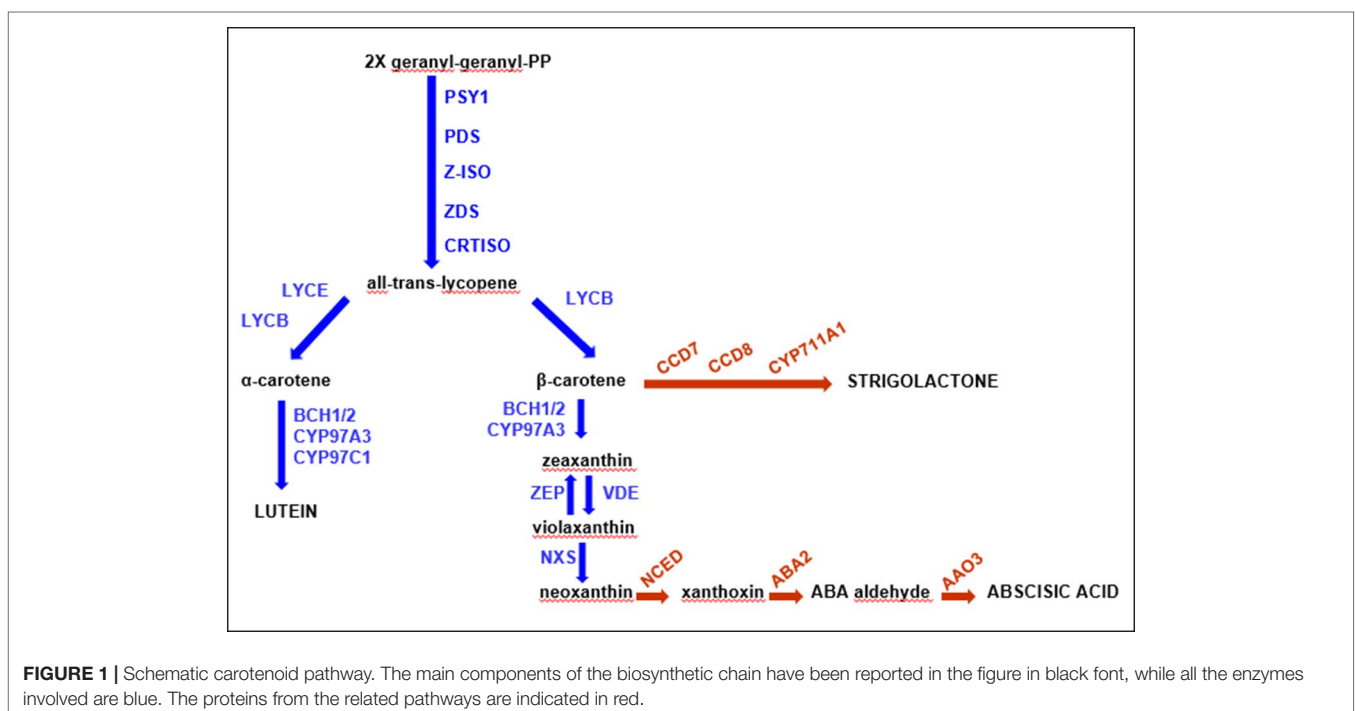 2X geranyl-geranyl-PP
PSY1
PDS
Z-ISO
ZDS
CRTISO
all-trans-lycopene
LYCE
LYCB
LYCB
α-carotene
β-carotene
CCD7
CCD8
CYP711A1
STRIGOLACTONE
BCH1/2
CYP97A3
CYP97C1
LUTEIN
BCH1/2
CYP97A3
zeaxanthin
ZEP
VDE
violaxanthin
NXS
neoxanthin
NCED
xanthoxin
ABA2
ABA aldehyde
AAO3
ABSCISIC ACID
FIGURE 1 | Schematic carotenoid pathway. The main components of the biosynthetic chain have been reported in the figure in black font, while all the enzymes
involved are blue. The proteins from the related pathways are indicated in red.